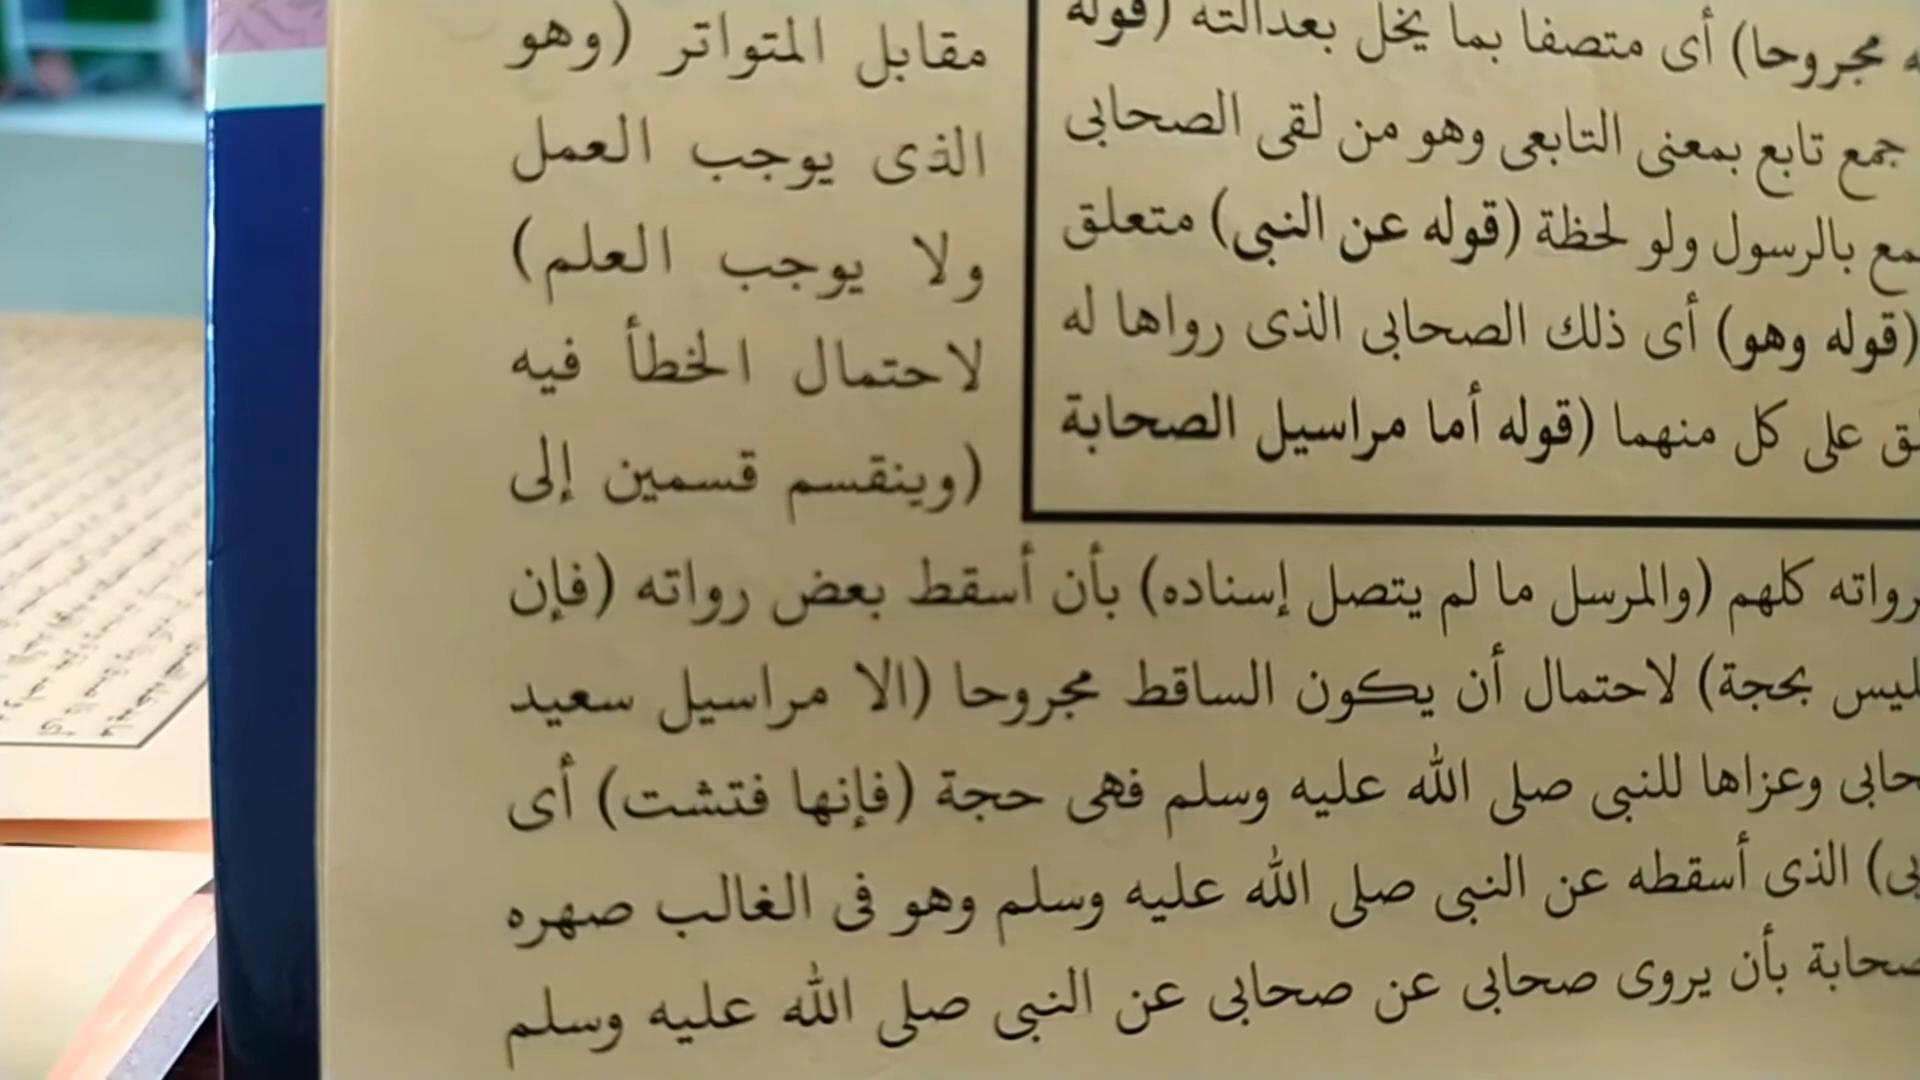 مجروحا) أى متصفا بما يخل بعدالته (قوله
جمع تابع بمعنى التابعى وهو من لقى الصحابى
بالرسول ولو لحظة (قوله عن النبى) متعلق
(قوله وهو) أى ذلك الصحابى الذى رواها له
على كل منهما (قوله أما مراسيل الصحابة
مقابل المتواتر (وهو
الذى يوجب العمل
ولا يوجب العلم)
لاحتمال الخطأ فيه
(وينقسم قسمين إلى
رواته كلهم (والمرسل ما لم يتصل إسناده) بأن أسقط بعض رواته (فإن
ليس بحجة) لاحتمال أن يكون الساقط مجروحا (الا مراسيل سعيد
وعزاها للنبى صلى الله عليه وسلم فهى حجة (فإنها فتشت) أى
الذى أسقطه عن النبى صلى الله عليه وسلم وهو فى الغالب صهره
بأن يروى صحابى عن صحابى عن النبى صلى الله عليه وسلم